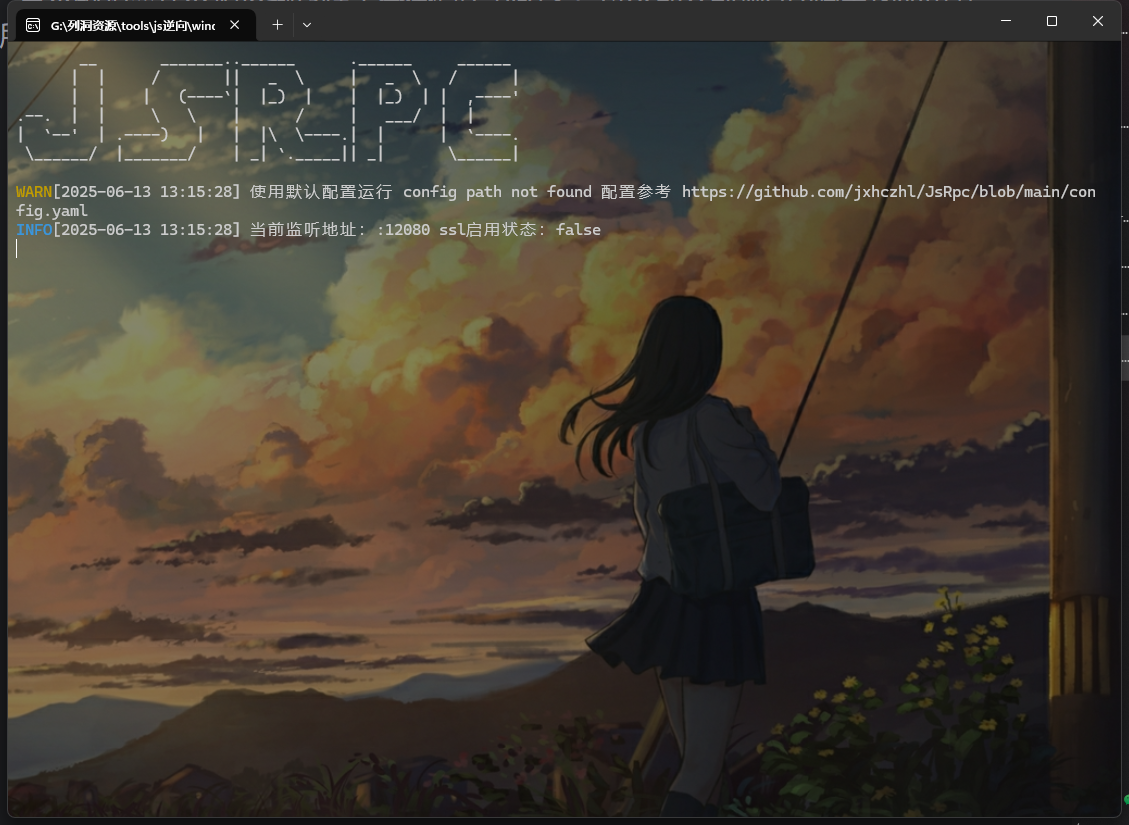 G:\列洞资源\tools\js逆向\winc
JSRPC
WARN[2025-06-13 13:15:28] 使用默认配置运行 config path not found 配置参考 https://github.com/jxhczhl/JsRpc/blob/main/con
fig.yaml
INFO[2025-06-13 13:15:28] 当前监听地址: :12080 ssl启用状态: false